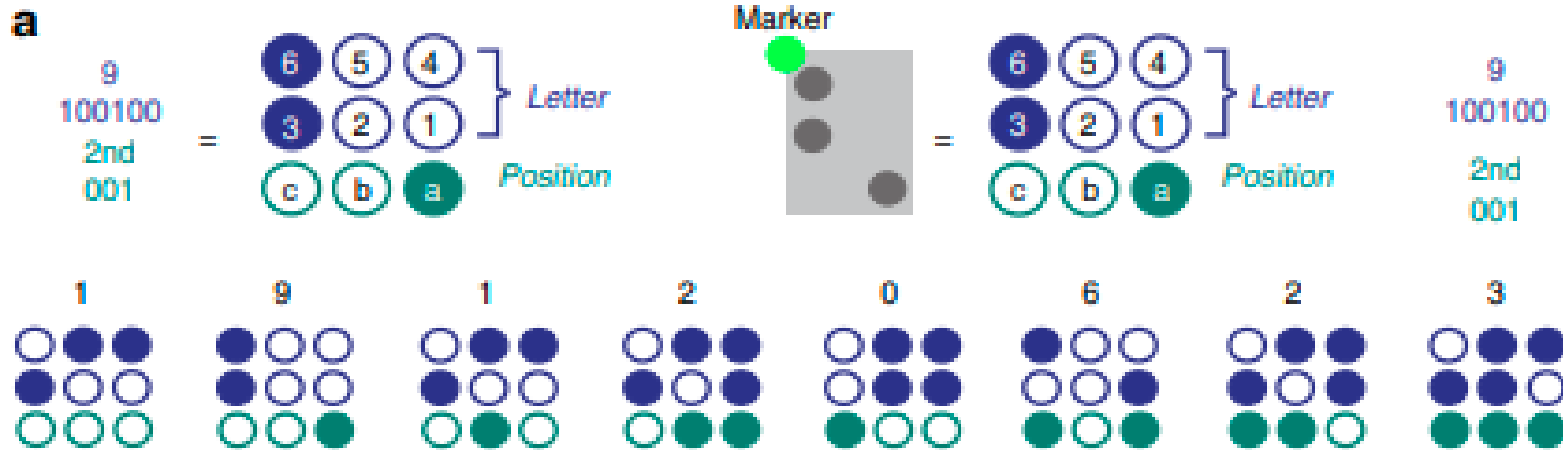 a
9
100100
2nd
001
=
6 5 4
3 2 1
c b a
Letter
Position
Marker
=
6 5 4
3 2 1
c b a
Letter
Position
9
100100
2nd
001
1 9 1 2 0 6 2 3